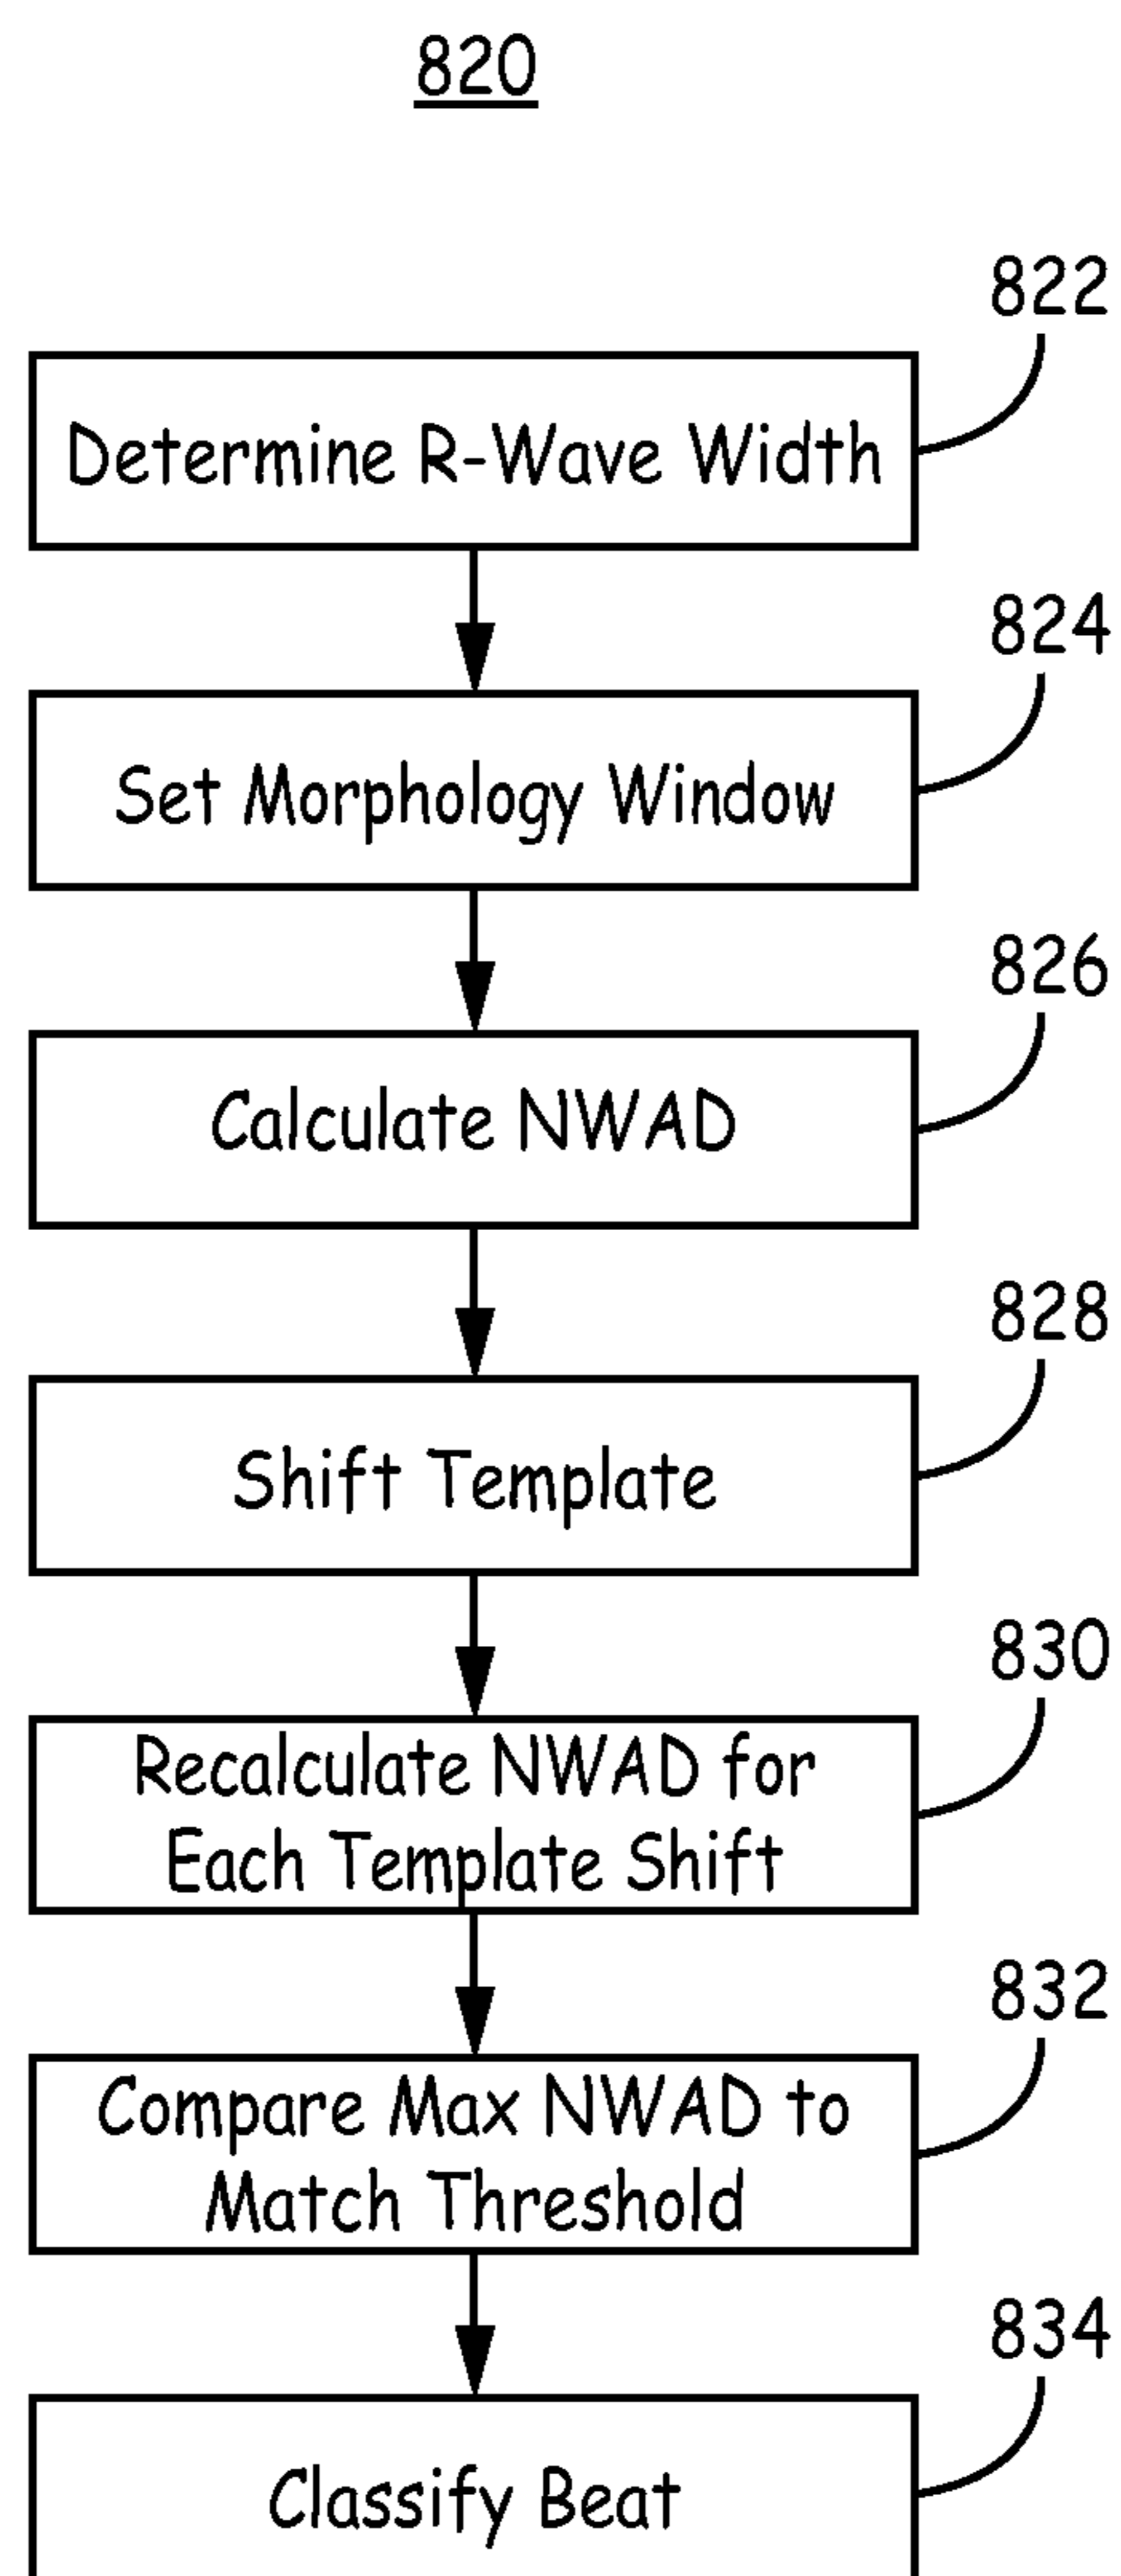 820
822
Determine R-Wave Width
824
Set Morphology Window
826
Calculate NWAD
828
Shift Template
830
Recalculate NWAD for
Each Template Shift
832
Compare Max NWAD to
Match Threshold
834
Classify Beat